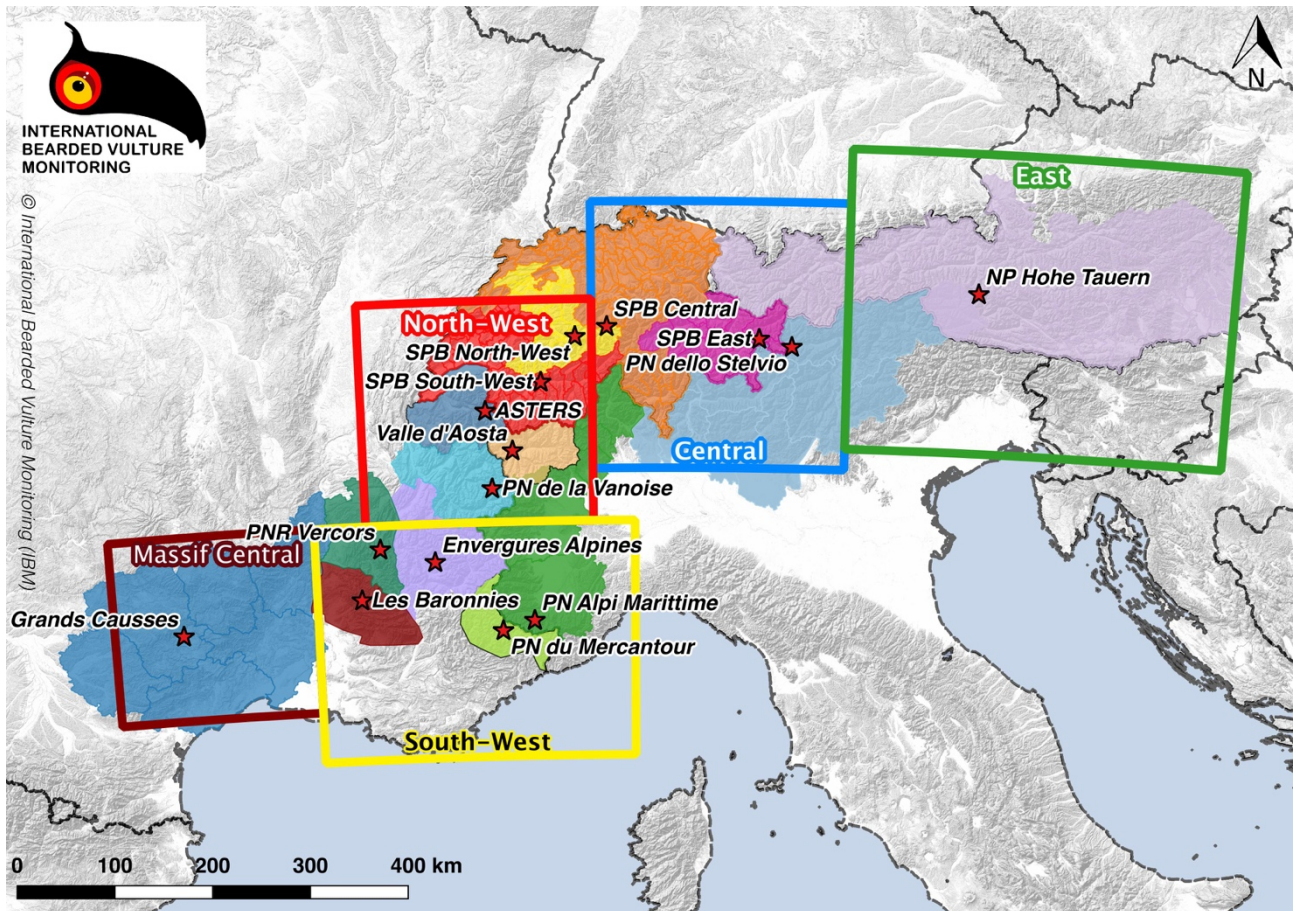 INTERNATIONAL
BEARDED VULTURE
MONITORING
© International Bearded Vulture Monitoring (IBM)
N
East
NP Hohe Tauern
North-West
SPB Central
SPB North-West
SPB East
PN dello Stelvio
SPB South-West
ASTERS
Valle d'Aosta
Central
PN de la Vanoise
PNR Vercors
Massif Central
Envergures Alpines
Les Baronnies
PN Alpi Marittime
Grands Causses
PN du Mercantour
South-West
0 100 200 300 400 km